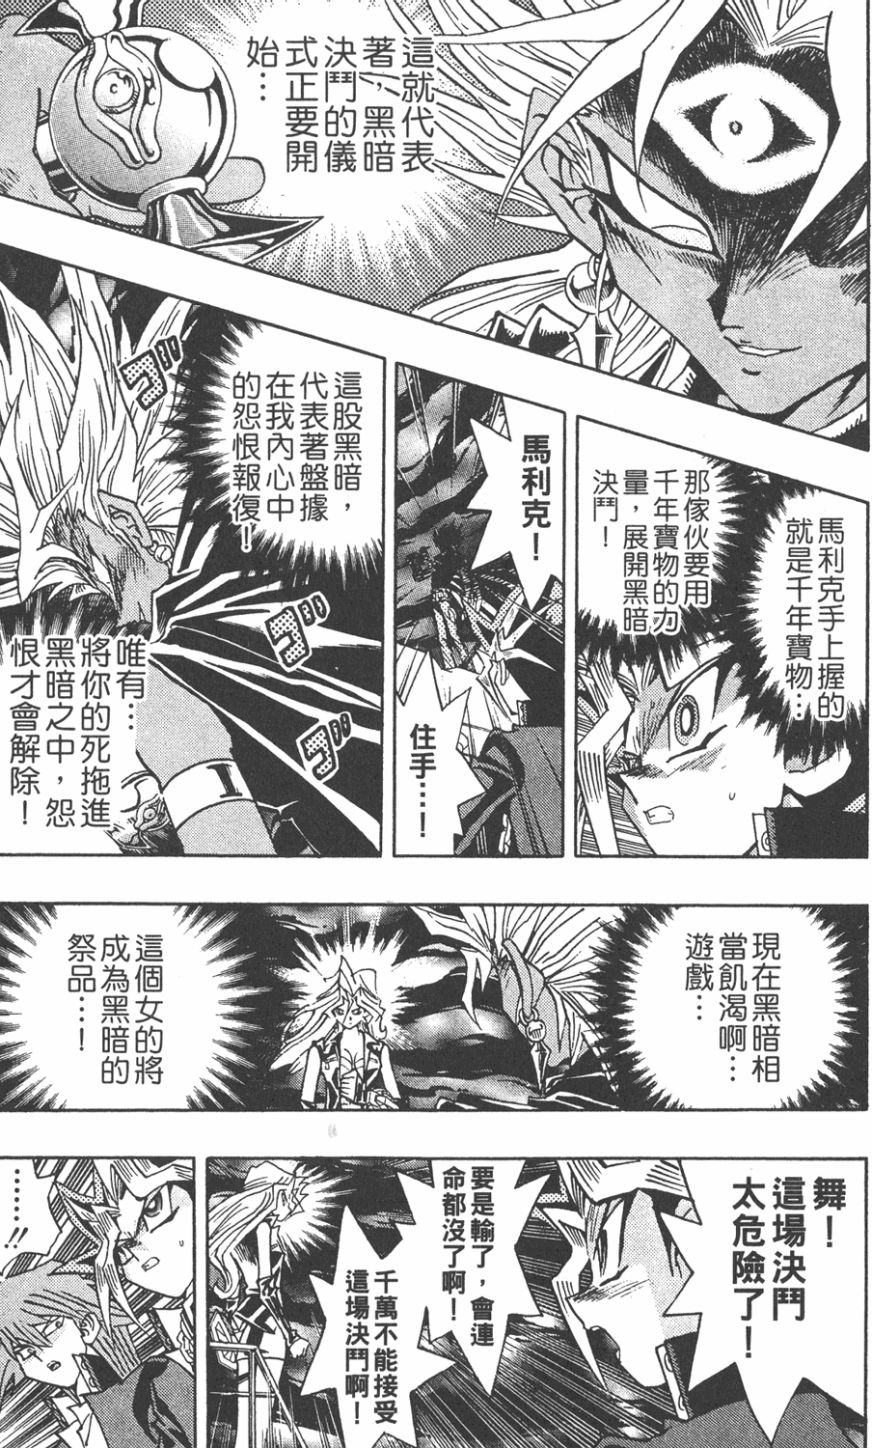 這就代表
著，黑暗
決鬥的儀
式正要開
始…
馬利克手上握的
就是千年寶物…
那傢伙要用
千年寶物的力
量，展開黑暗
決鬥！
馬利克！
住手…！
這股黑暗，
代表著盤據
在我內心中
的怨恨報復！
唯有…
將你的死拖進
黑暗之中，怨
恨才會解除！
ゴ
ゴ
ゴ
現在黑暗相
當飢渴啊…
遊戲…
這個女的將
成為黑暗的
祭品…！
舞！
這場決鬥
太危險了！
要是輸了，會連
命都沒了啊！
千萬不能接受
這場決鬥啊！
……!!